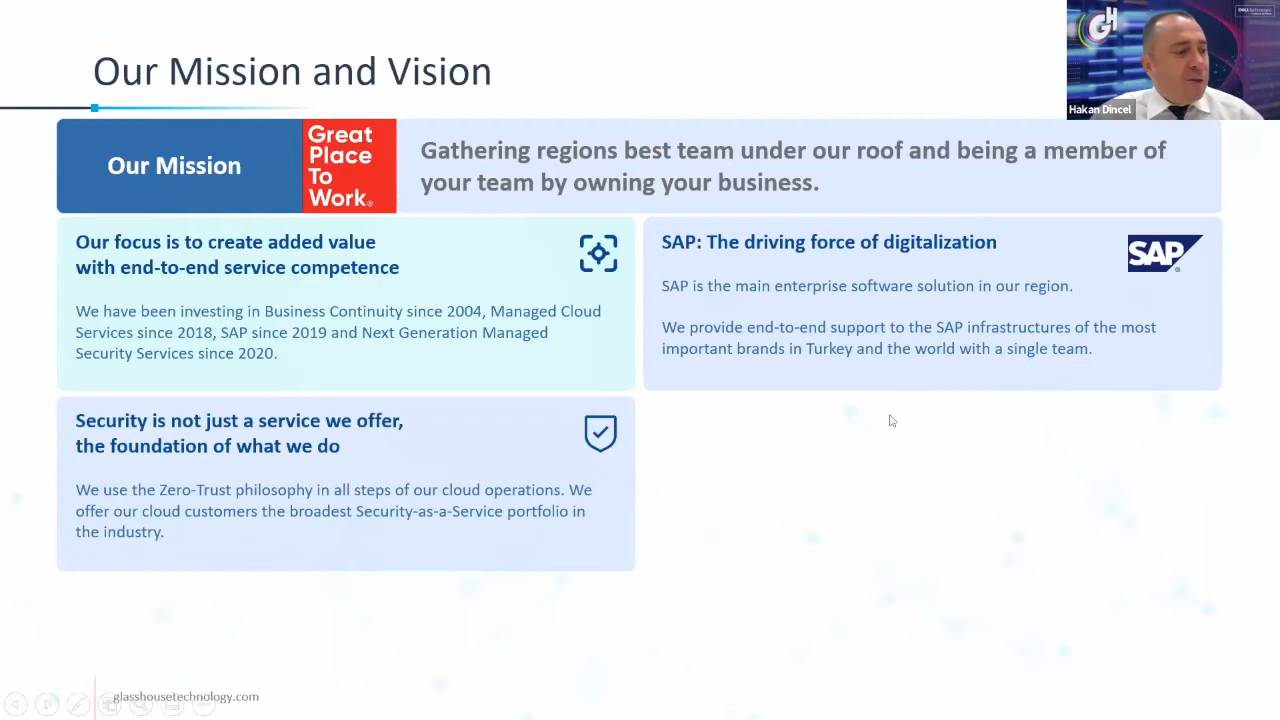 Our Mission and Vision
GH
DELL Technologies
Hakan Dincel
Our Mission
Great
Place
To
Work®
Gathering regions best team under our roof and being a member of
your team by owning your business.
Our focus is to create added value
with end-to-end service competence
We have been investing in Business Continuity since 2004, Managed Cloud
Services since 2018, SAP since 2019 and Next Generation Managed
Security Services since 2020.
SAP: The driving force of digitalization
SAP®
SAP is the main enterprise software solution in our region.
We provide end-to-end support to the SAP infrastructures of the most
important brands in Turkey and the world with a single team.
Security is not just a service we offer,
the foundation of what we do
We use the Zero-Trust philosophy in all steps of our cloud operations. We
offer our cloud customers the broadest Security-as-a-Service portfolio in
the industry.
glasshousetechnology.com